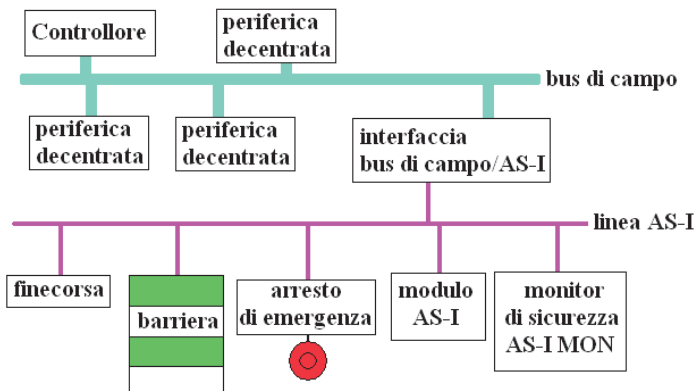 Controllore
periferica
decentrata
bus di campo
periferica
decentrata
periferica
decentrata
interfaccia
bus di campo/AS-I
linea AS-I
finecorsa
barriera
arresto
di emergenza
modulo
AS-I
monitor
di sicurezza
AS-I MON